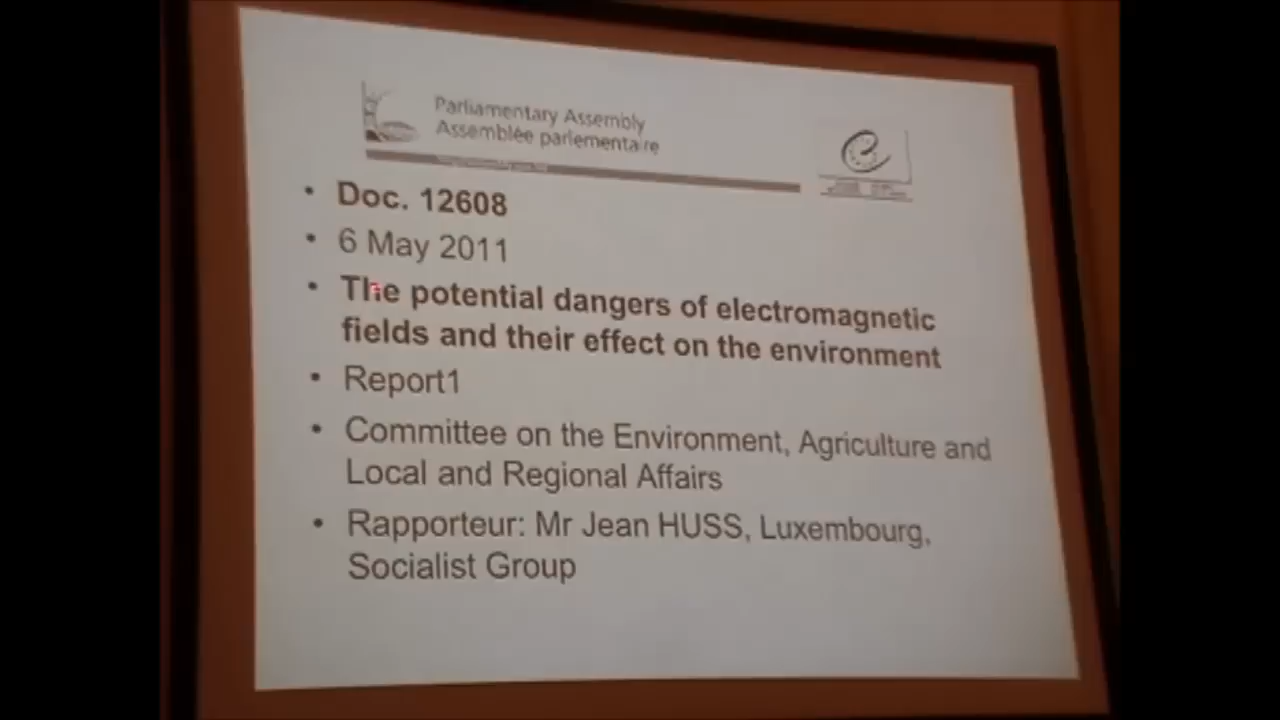 Parliamentary Assembly
Assemblée parlementaire
• Doc. 12608
• 6 May 2011
• The potential dangers of electromagnetic
fields and their effect on the environment
• Report1
• Committee on the Environment, Agriculture and
Local and Regional Affairs
• Rapporteur: Mr Jean HUSS, Luxembourg,
Socialist Group